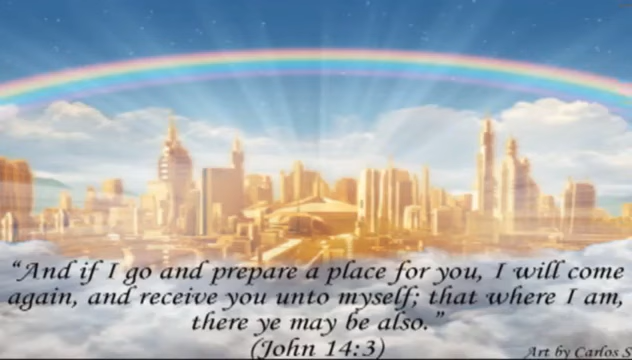 “And if I go and prepare a place for you, I will come
again, and receive you unto myself; that where I am,
there ye may be also.”
(John 14:3)
Art by Carlos S